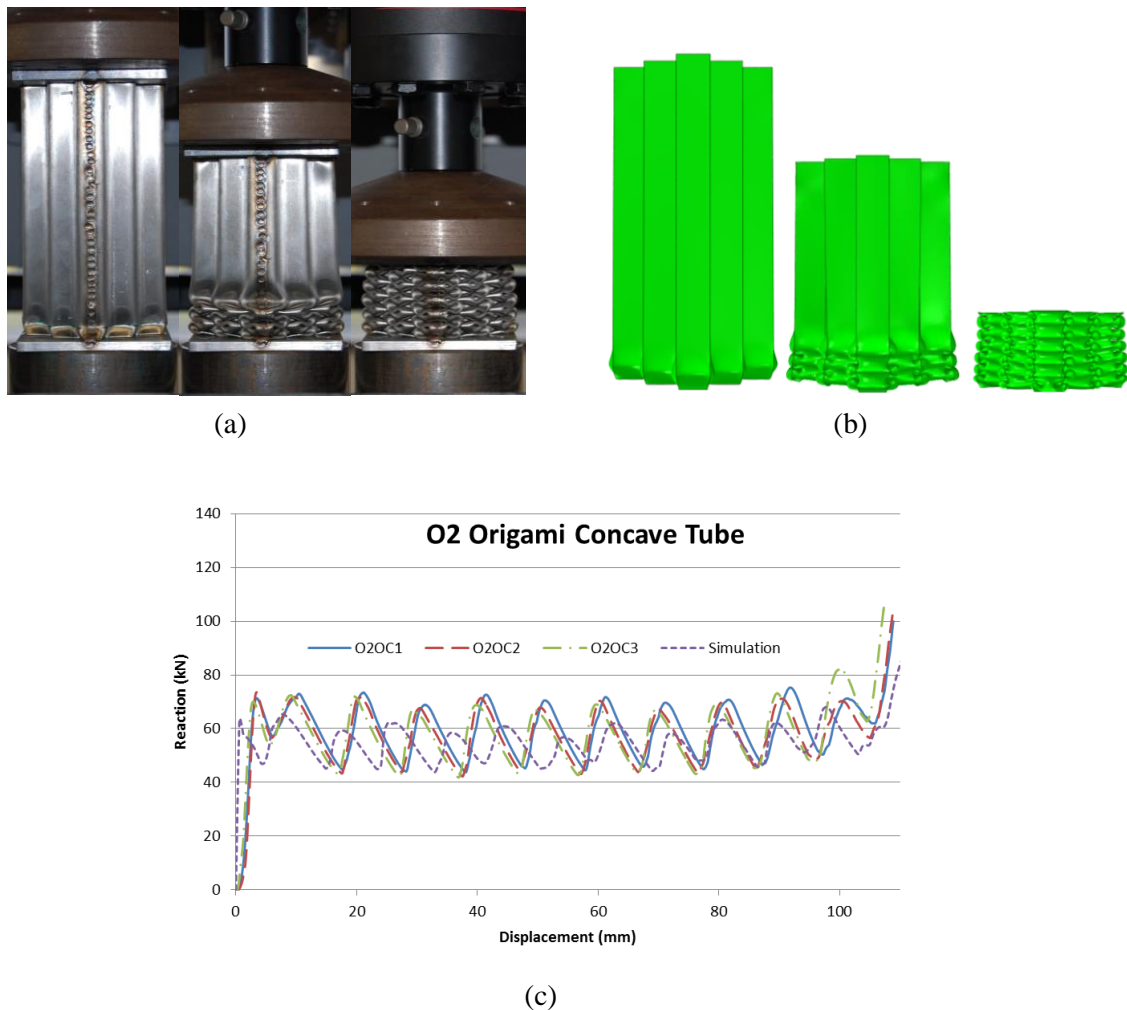 (a)
(b)
O2 Origami Concave Tube
140
120
100
80
60
40
20
0
Reaction (kN)
O2OC1 O2OC2 O2OC3 Simulation
0 20 40 60 80 100
Displacement (mm)
(c)